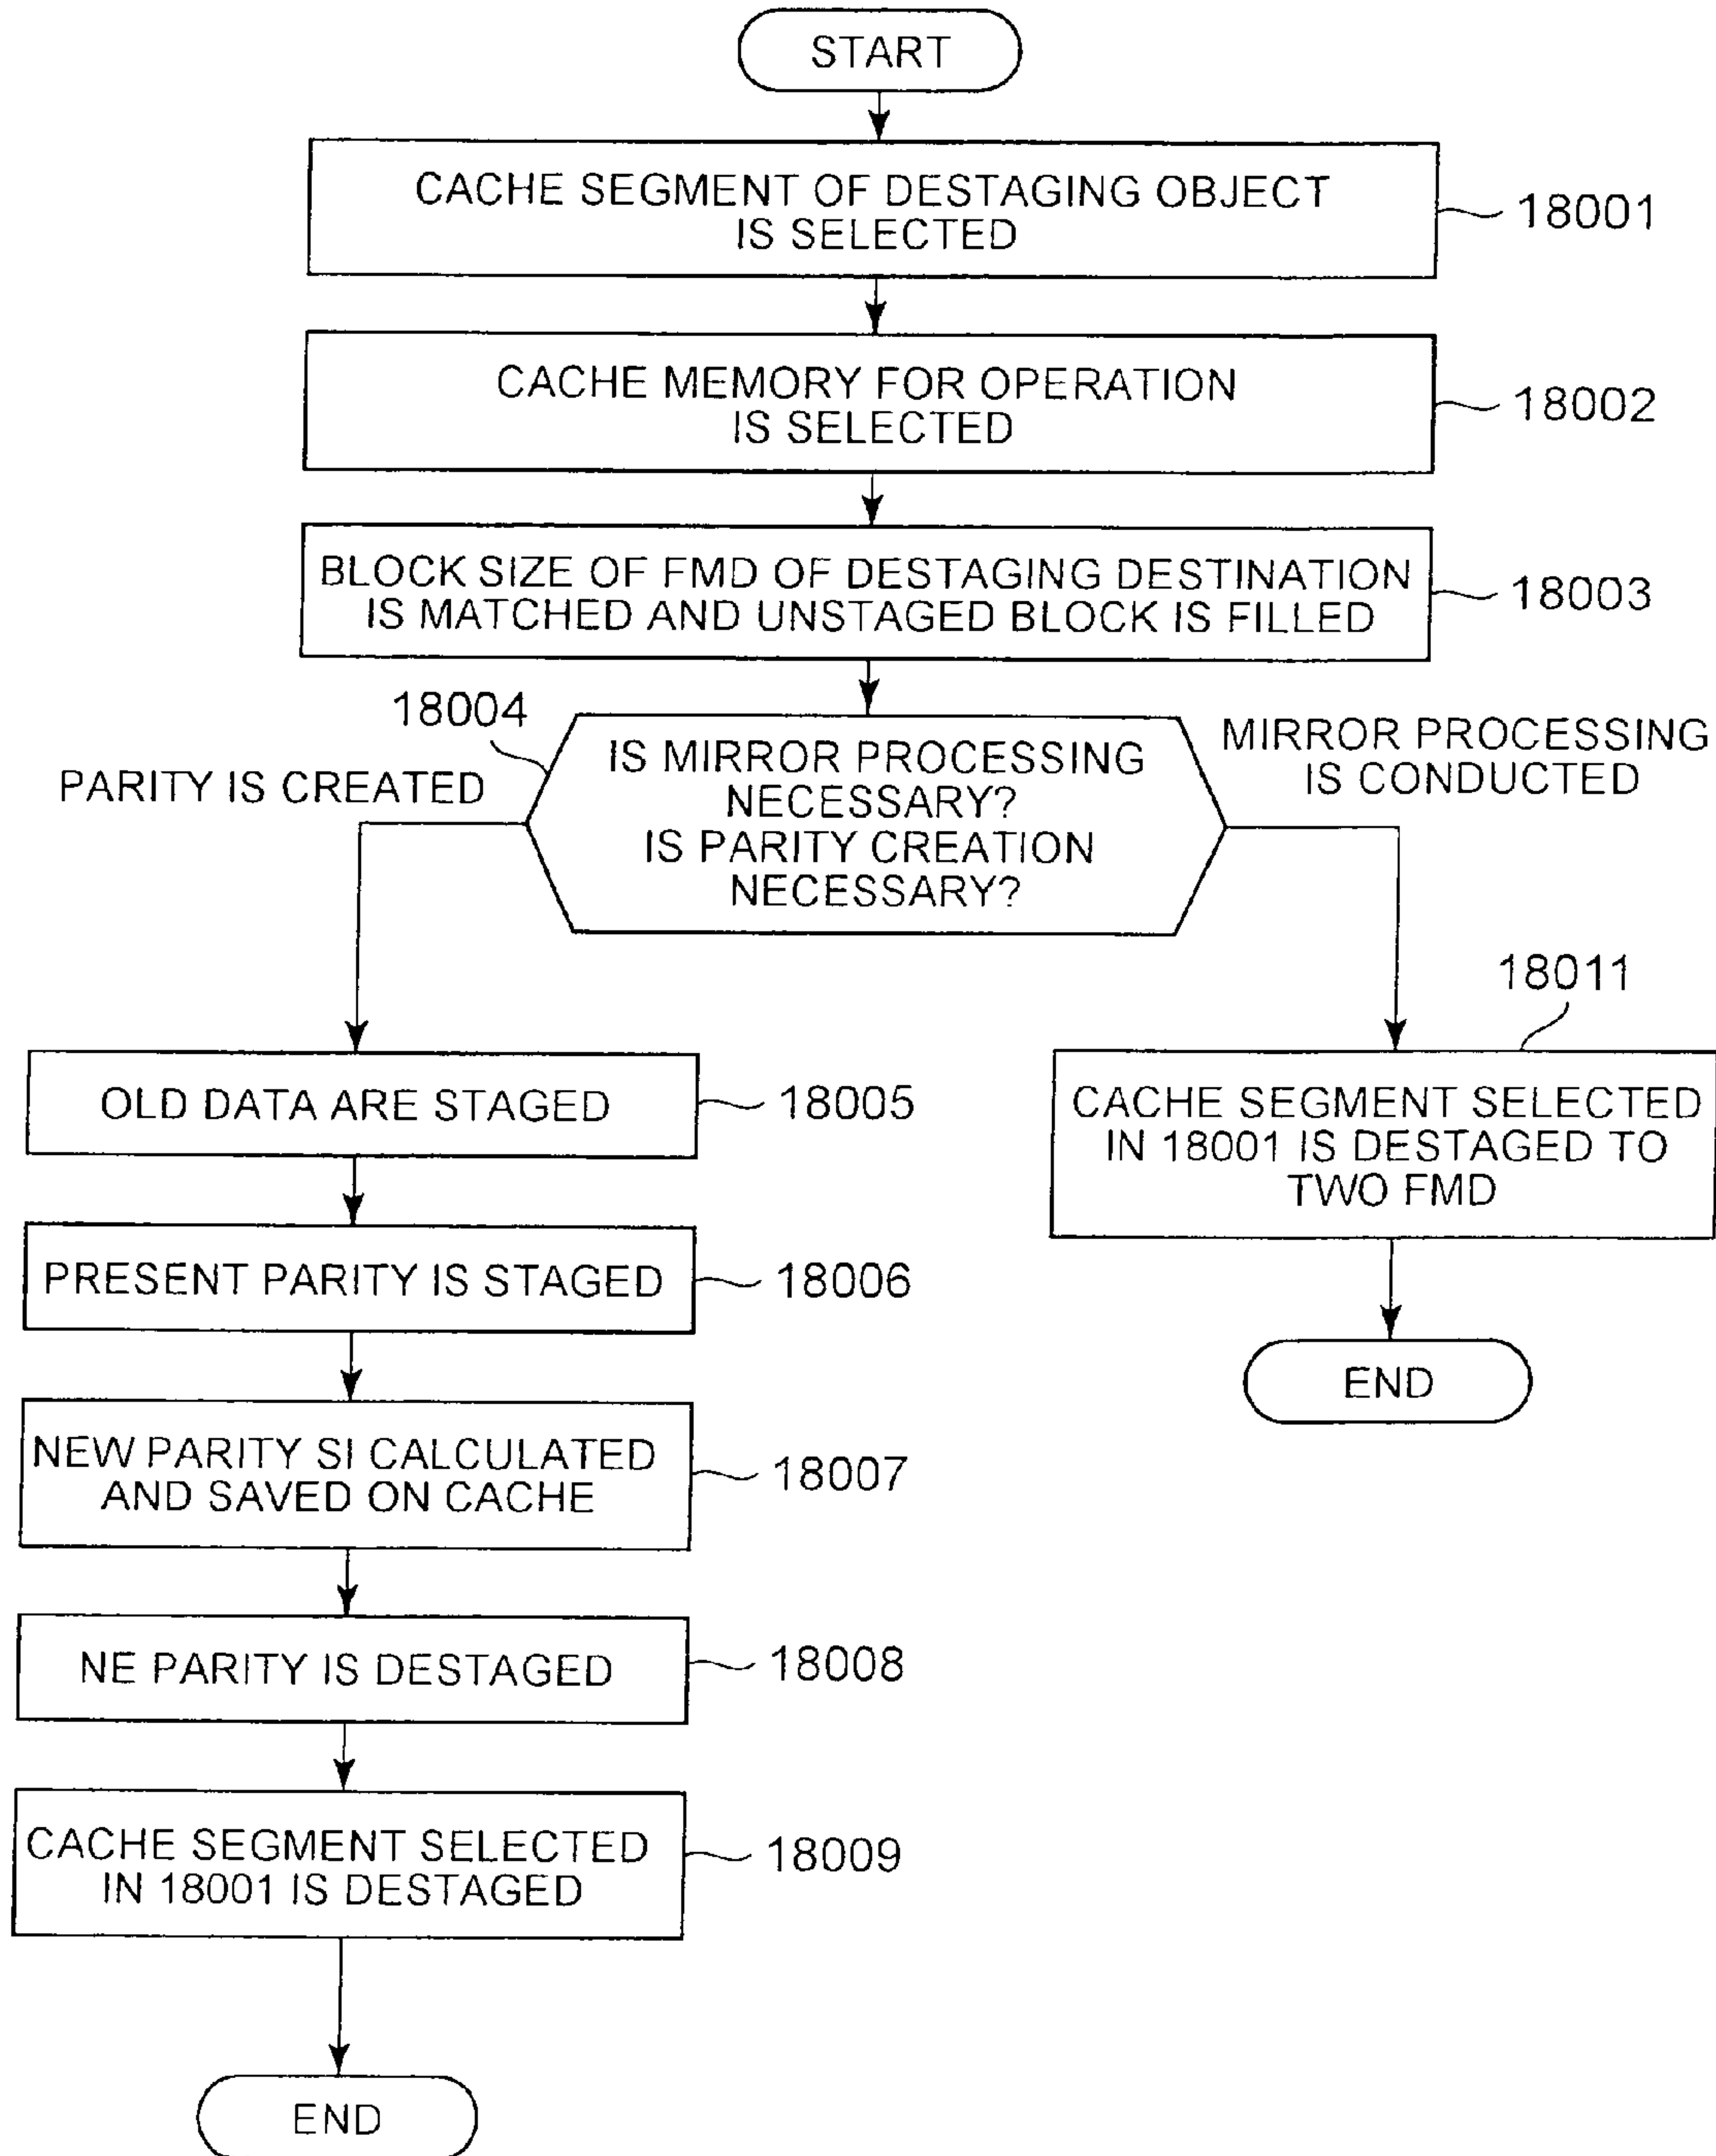 START
CACHE SEGMENT OF DESTAGING OBJECT
IS SELECTED
18001
CACHE MEMORY FOR OPERATION
IS SELECTED
18002
BLOCK SIZE OF FMD OF DESTAGING DESTINATION
IS MATCHED AND UNSTAGED BLOCK IS FILLED
18003
18004
IS MIRROR PROCESSING
NECESSARY?
IS PARITY CREATION
NECESSARY?
PARITY IS CREATED
MIRROR PROCESSING
IS CONDUCTED
OLD DATA ARE STAGED
18005
PRESENT PARITY IS STAGED
18006
NEW PARITY SI CALCULATED
AND SAVED ON CACHE
18007
NE PARITY IS DESTAGED
18008
CACHE SEGMENT SELECTED
IN 18001 IS DESTAGED
18009
END
18011
CACHE SEGMENT SELECTED
IN 18001 IS DESTAGED TO
TWO FMD
END